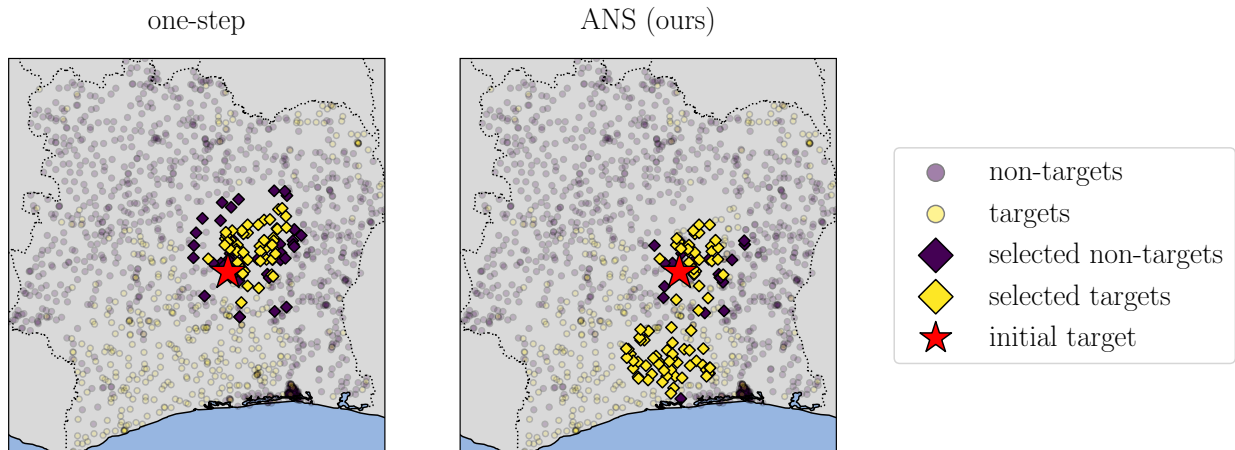 one-step
ANS (ours)
non-targets
targets
selected non-targets
selected targets
initial target